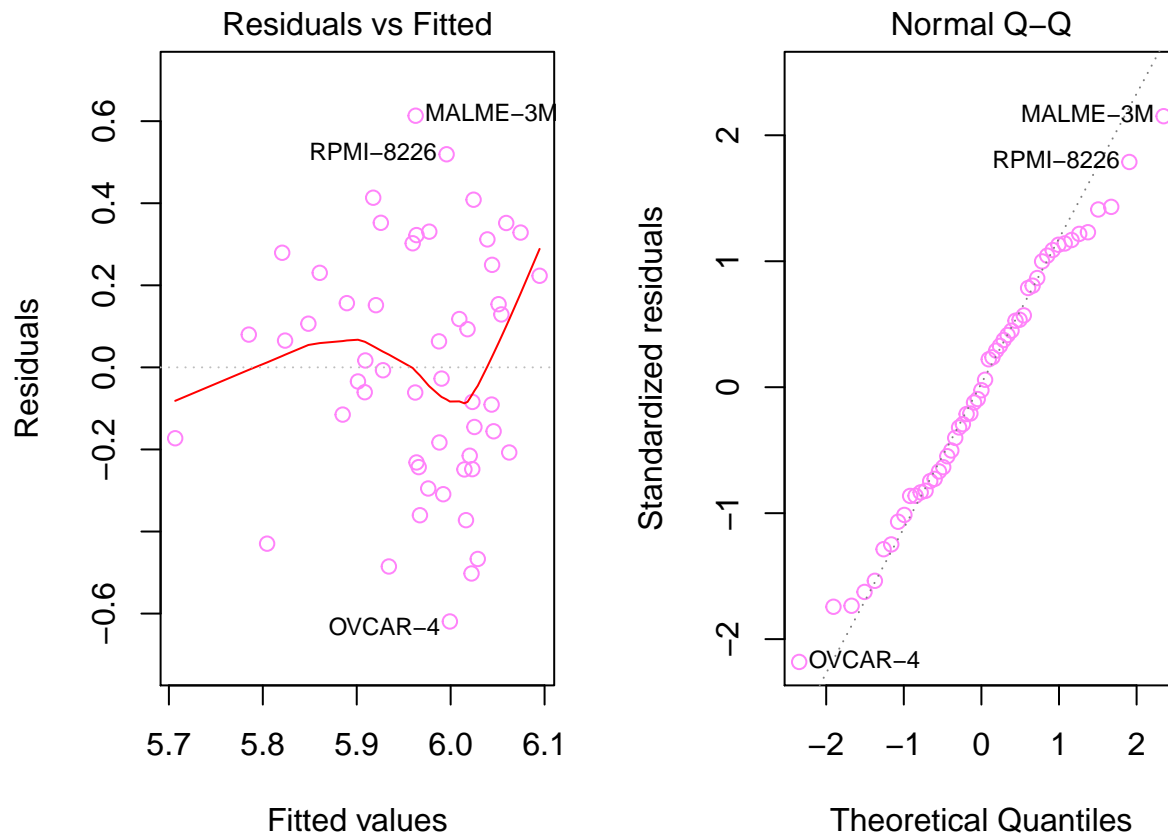 Residuals vs Fitted
Residuals
0.6
0.4
0.2
0.0
−0.2
−0.6
MALME−3M
RPMI−8226
OVCAR−4
5.7 5.8 5.9 6.0 6.1
Fitted values
Normal Q−Q
Standardized residuals
2
1
0
−1
−2
MALME−3M
RPMI−8226
OVCAR−4
−2 −1 0 1 2
Theoretical Quantiles